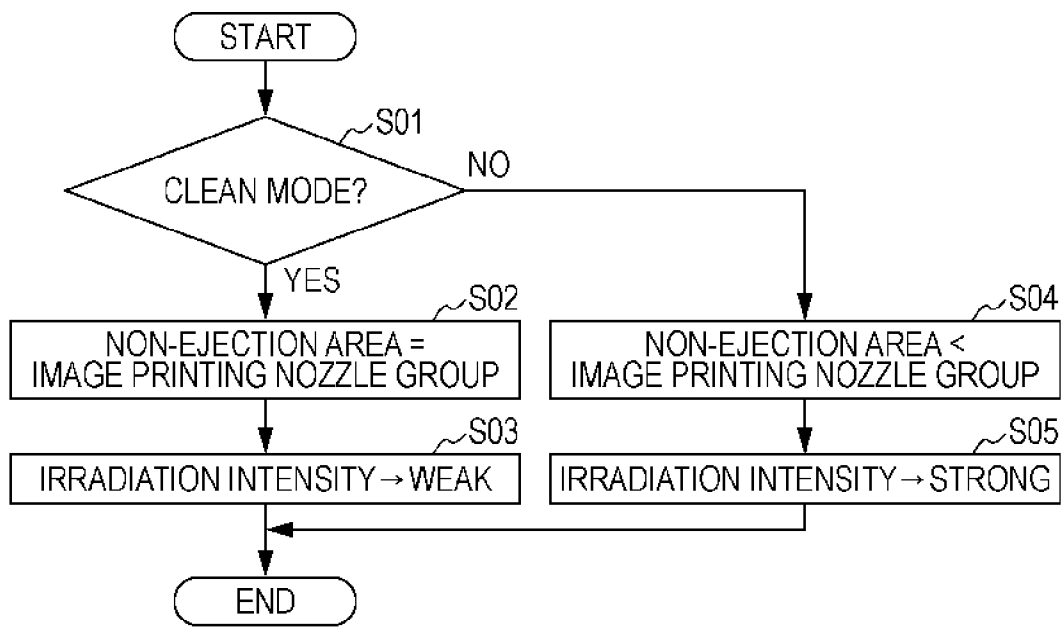 START
S01
CLEAN MODE?
NO
YES
S02
NON-EJECTION AREA =
IMAGE PRINTING NOZZLE GROUP
S04
NON-EJECTION AREA <
IMAGE PRINTING NOZZLE GROUP
S03
IRRADIATION INTENSITY→WEAK
S05
IRRADIATION INTENSITY→STRONG
END